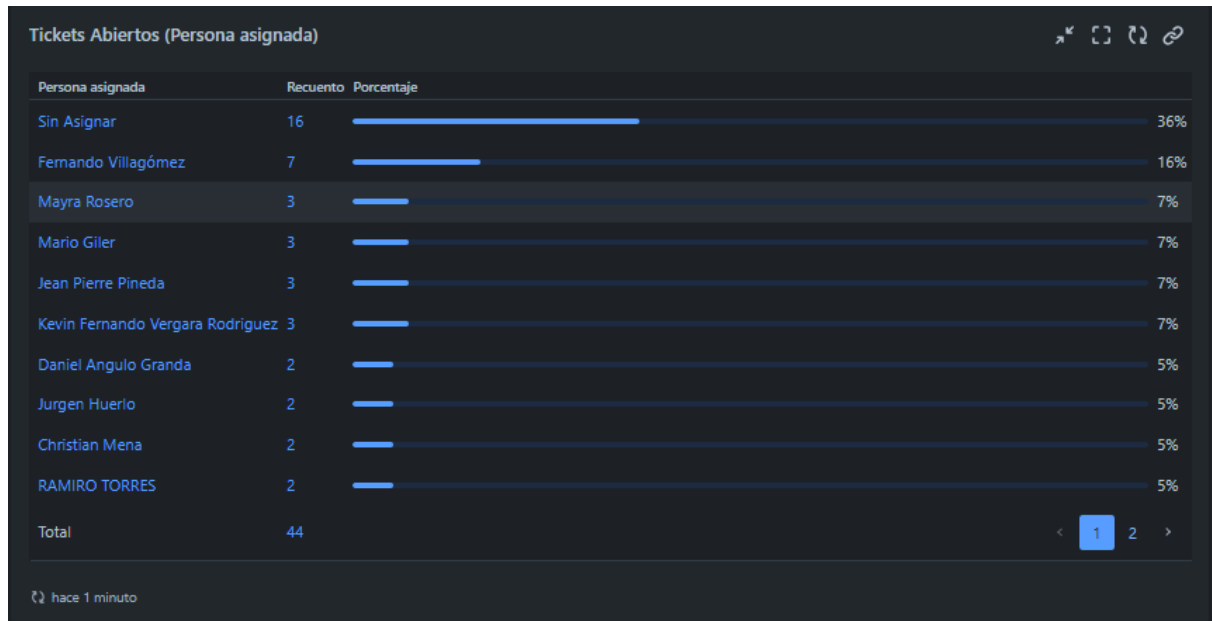 Tickets Abiertos (Persona asignada)
Persona asignada Recuento Porcentaje
Sin Asignar 16 36%
Fernando Villagómez 7 16%
Mayra Rosero 3 7%
Mario Giler 3 7%
Jean Pierre Pineda 3 7%
Kevin Fernando Vergara Rodriguez 3 7%
Daniel Angulo Granda 2 5%
Jurgen Huerlo 2 5%
Christian Mena 2 5%
RAMIRO TORRES 2 5%
Total 44 1 2
hace 1 minuto